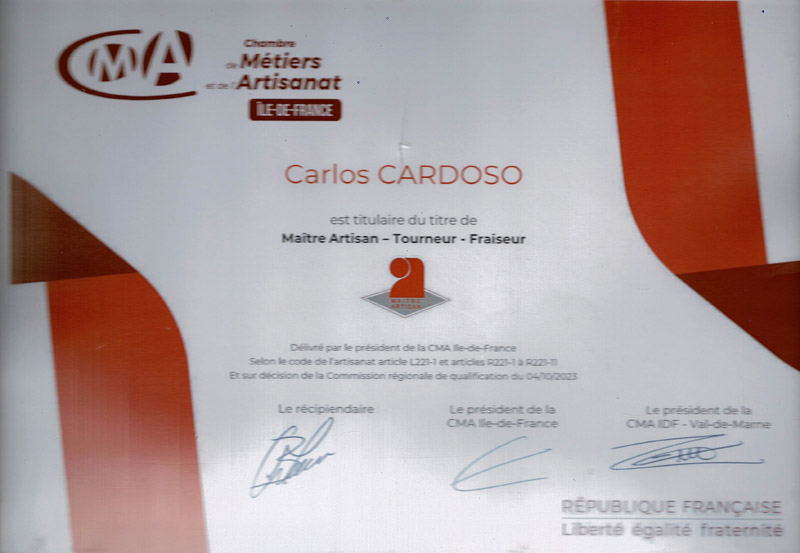 CMA
Chambre
de Métiers
et de l'Artisanat
ÎLE-DE-FRANCE
Carlos CARDOSO
est titulaire du titre de
Maître Artisan – Tourneur - Fraiseur
MAITRE
ARTISAN
Délivré par le président de la CMA Ile-de-France
Selon le code de l'artisanat article L221-1 et articles R221-1 à R221-11
Et sur décision de la Commission régionale de qualification du 04/10/2023
Le récipiendaire
Le président de la
CMA Ile-de-France
Le président de la
CMA IDF - Val-de-Marne
RÉPUBLIQUE FRANÇAISE
Liberté égalité fraternité